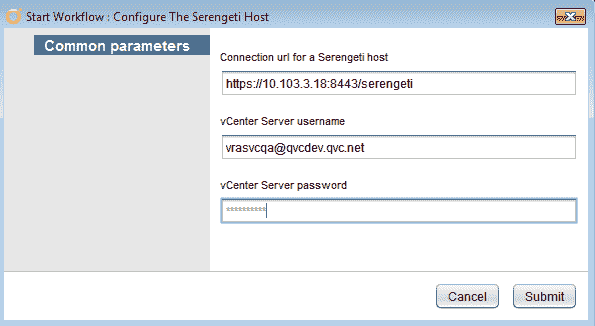 Start Workflow : Configure The Serengeti Host
Common parameters
Connection url for a Serengeti host
https://10.103.3.18:8443/serengeti
vCenter Server username
vrasvcqa@qvcdev.qvc.net
vCenter Server password
**********
Cancel Submit